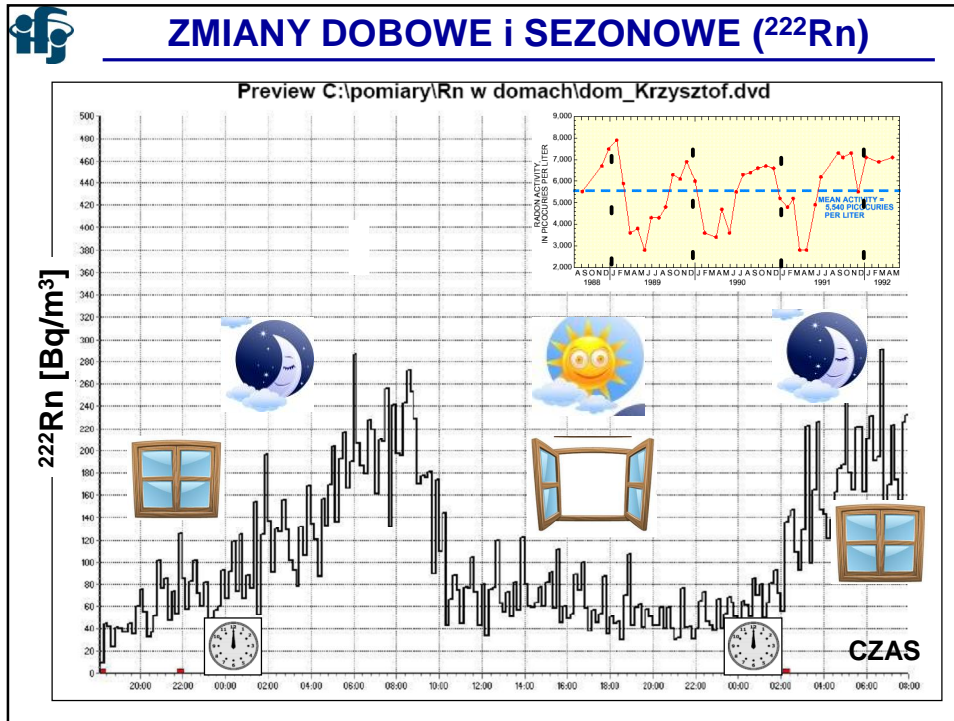 ifj
ZMIANY DOBOWE i SEZONOWE (²²²Rn)
Preview C:\pomiary\Rn w domach\dom_Krzysztof.dvd
²²²Rn [Bq/m³]
500
480
460
440
420
400
380
360
340
320
300
280
260
240
220
200
180
160
140
120
100
80
60
40
20
0
RADON ACTIVITY,
IN PICOCURIES PER LITER
9,000
8,000
7,000
6,000
5,000
4,000
3,000
2,000
MEAN ACTIVITY =
5,540 PICOCURIES
PER LITER
A S O N D J F M A M J J A S O N D J F M A M J J A S O N D J F M A M J J A S O N D J F M A M
1988 1989 1990 1991 1992
CZAS
20:00 22:00 00:00 02:00 04:00 06:00 08:00 10:00 12:00 14:00 16:00 18:00 20:00 22:00 00:00 02:00 04:00 06:00 08:00